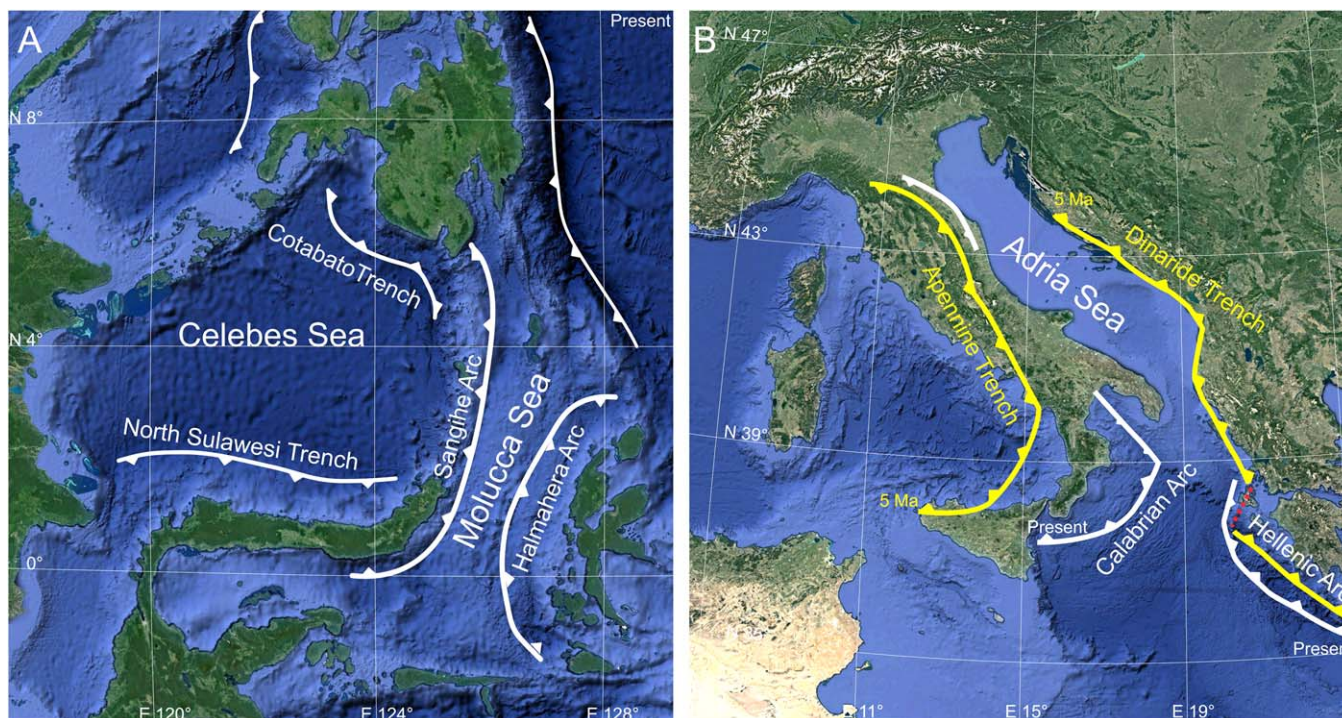 A
Present
N 8°
Cotabato Trench
N 4°
Celebes Sea
Sangihe Arc
Molucca Sea
North Sulawesi Trench
Halmahera Arc
0°
E 120°
E 124°
E 128°
B
N 47°
5 Ma
N 43°
Dinaride Trench
Adria Sea
Apennine Trench
N 39°
5 Ma
Present
Calabrian Arc
Hellenic Arc
Present
E 11°
E 15°
E 19°